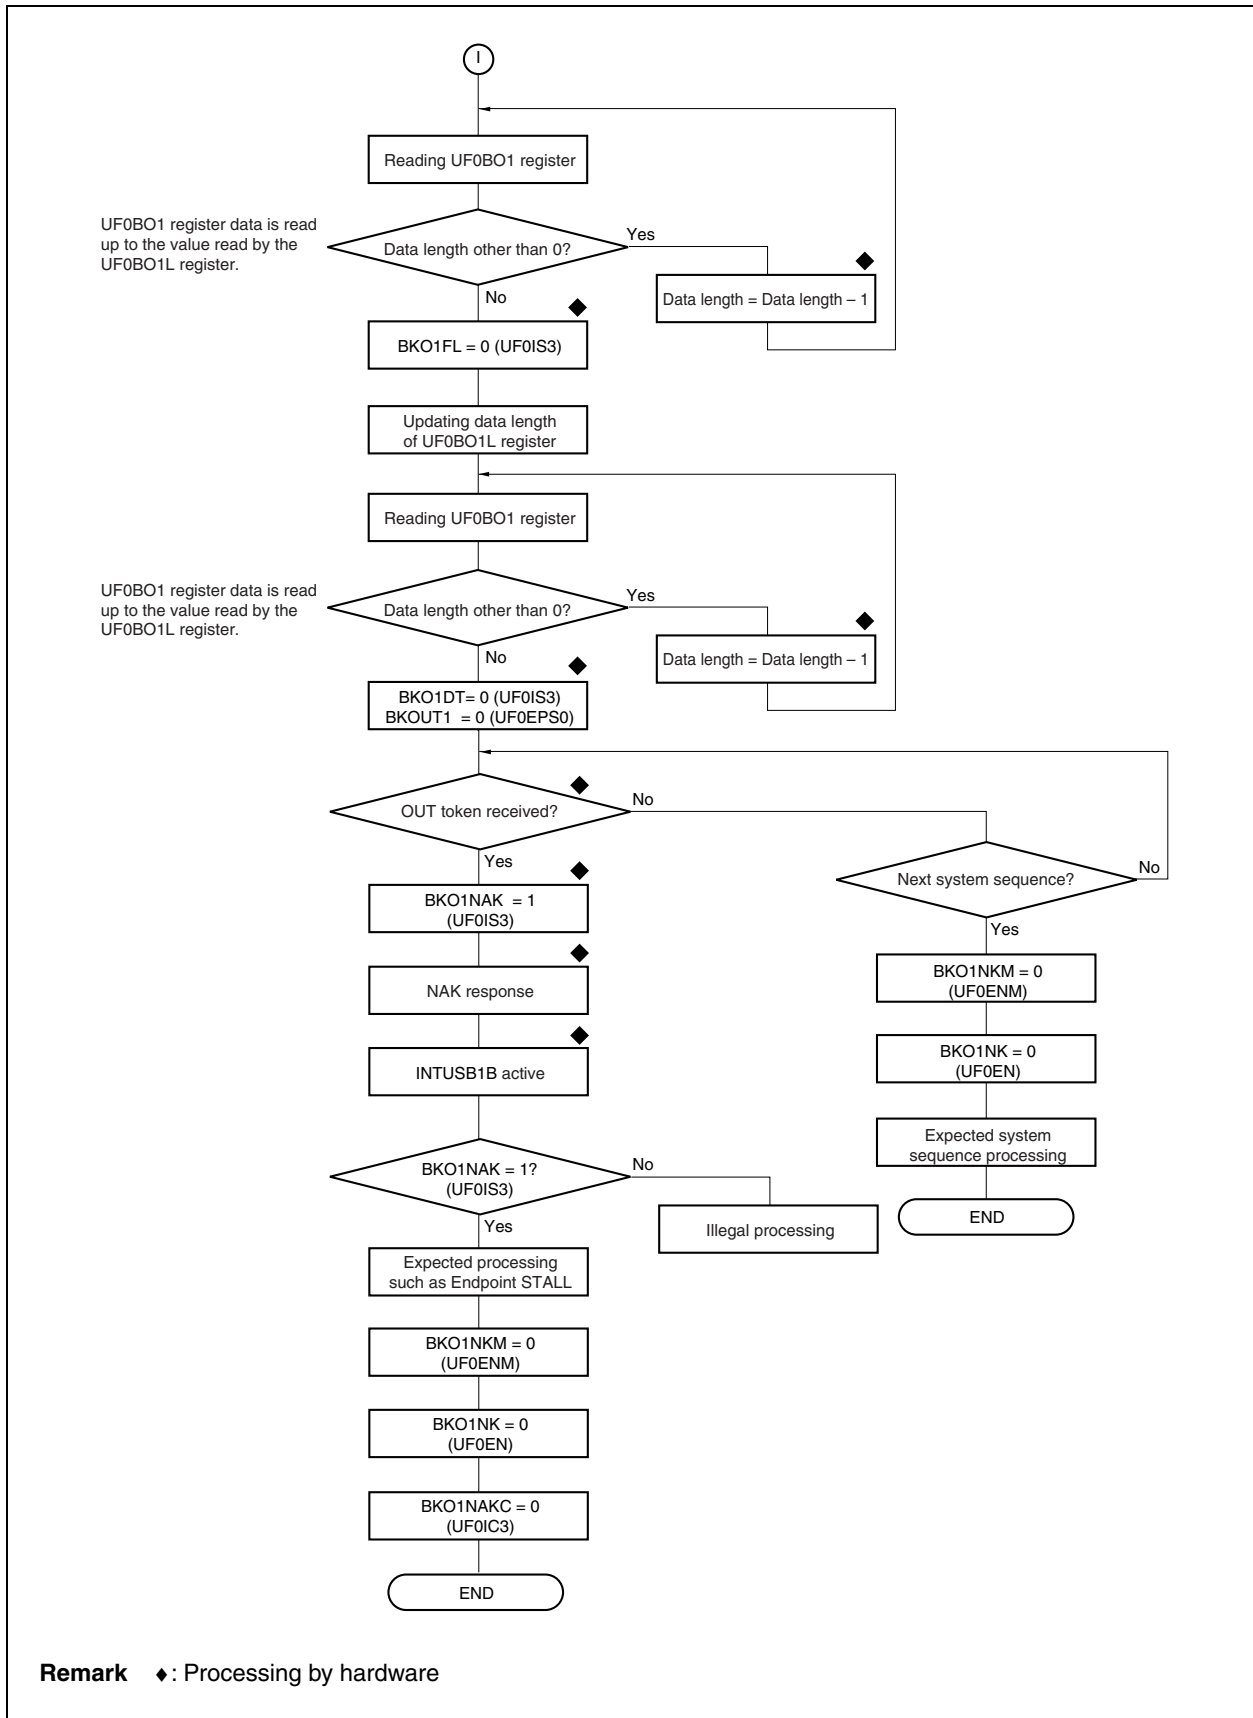 I
Reading UF0BO1 register
UF0BO1 register data is read
up to the value read by the
UF0BO1L register.
Data length other than 0?
Yes
Data length = Data length – 1
No
BKO1FL = 0 (UF0IS3)
Updating data length
of UF0BO1L register
Reading UF0BO1 register
UF0BO1 register data is read
up to the value read by the
UF0BO1L register.
Data length other than 0?
Yes
Data length = Data length – 1
No
BKO1DT= 0 (UF0IS3)
BKOUT1 = 0 (UF0EPS0)
OUT token received?
No
Yes
Next system sequence?
No
Yes
BKO1NAK = 1
(UF0IS3)
NAK response
INTUSB1B active
BKO1NKM = 0
(UF0ENM)
BKO1NK = 0
(UF0EN)
Expected system
sequence processing
END
BKO1NAK = 1?
(UF0IS3)
No
Illegal processing
Yes
Expected processing
such as Endpoint STALL
BKO1NKM = 0
(UF0ENM)
BKO1NK = 0
(UF0EN)
BKO1NAKC = 0
(UF0IC3)
END
Remark ♦: Processing by hardware